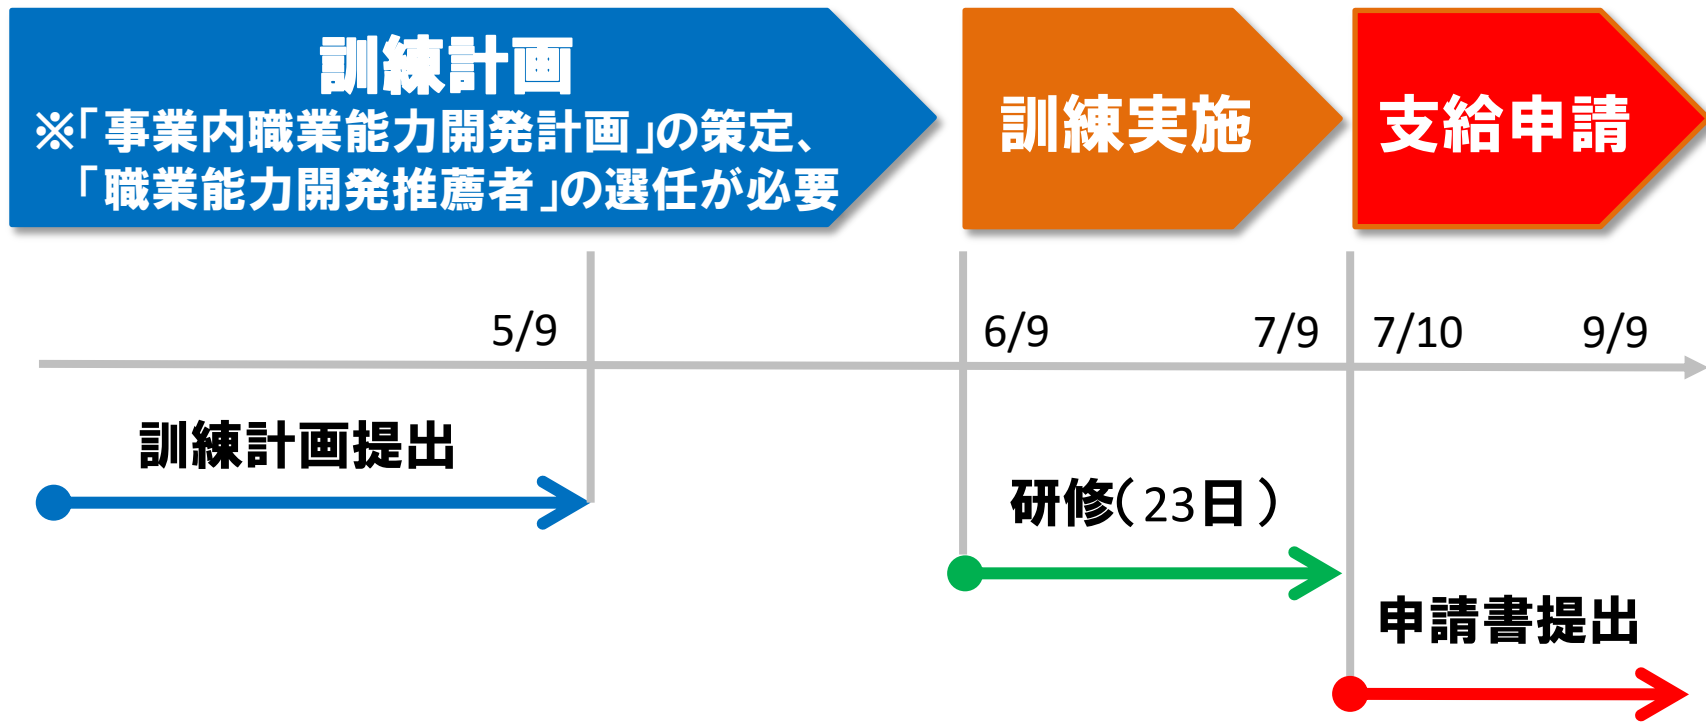 訓練計画
※「事業内職業能力開発計画」の策定、
「職業能力開発推薦者」の選任が必要
訓練実施
支給申請
5/9
6/9
7/9
7/10
9/9
訓練計画提出
研修(23日)
申請書提出